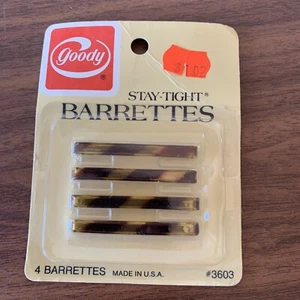 Goody
STAY-TIGHT®
BARRETTES
4 BARRETTES MADE IN U.S.A. #3603